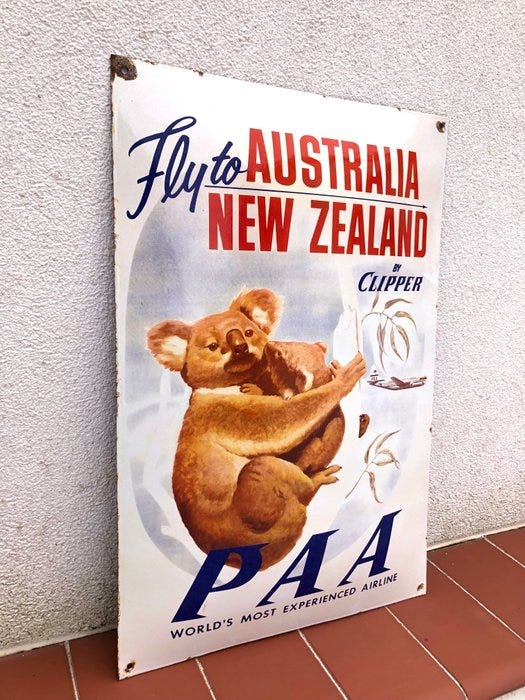 Fly to AUSTRALIA
NEW ZEALAND
BY
CLIPPER
PAA
WORLD'S MOST EXPERIENCED AIRLINE